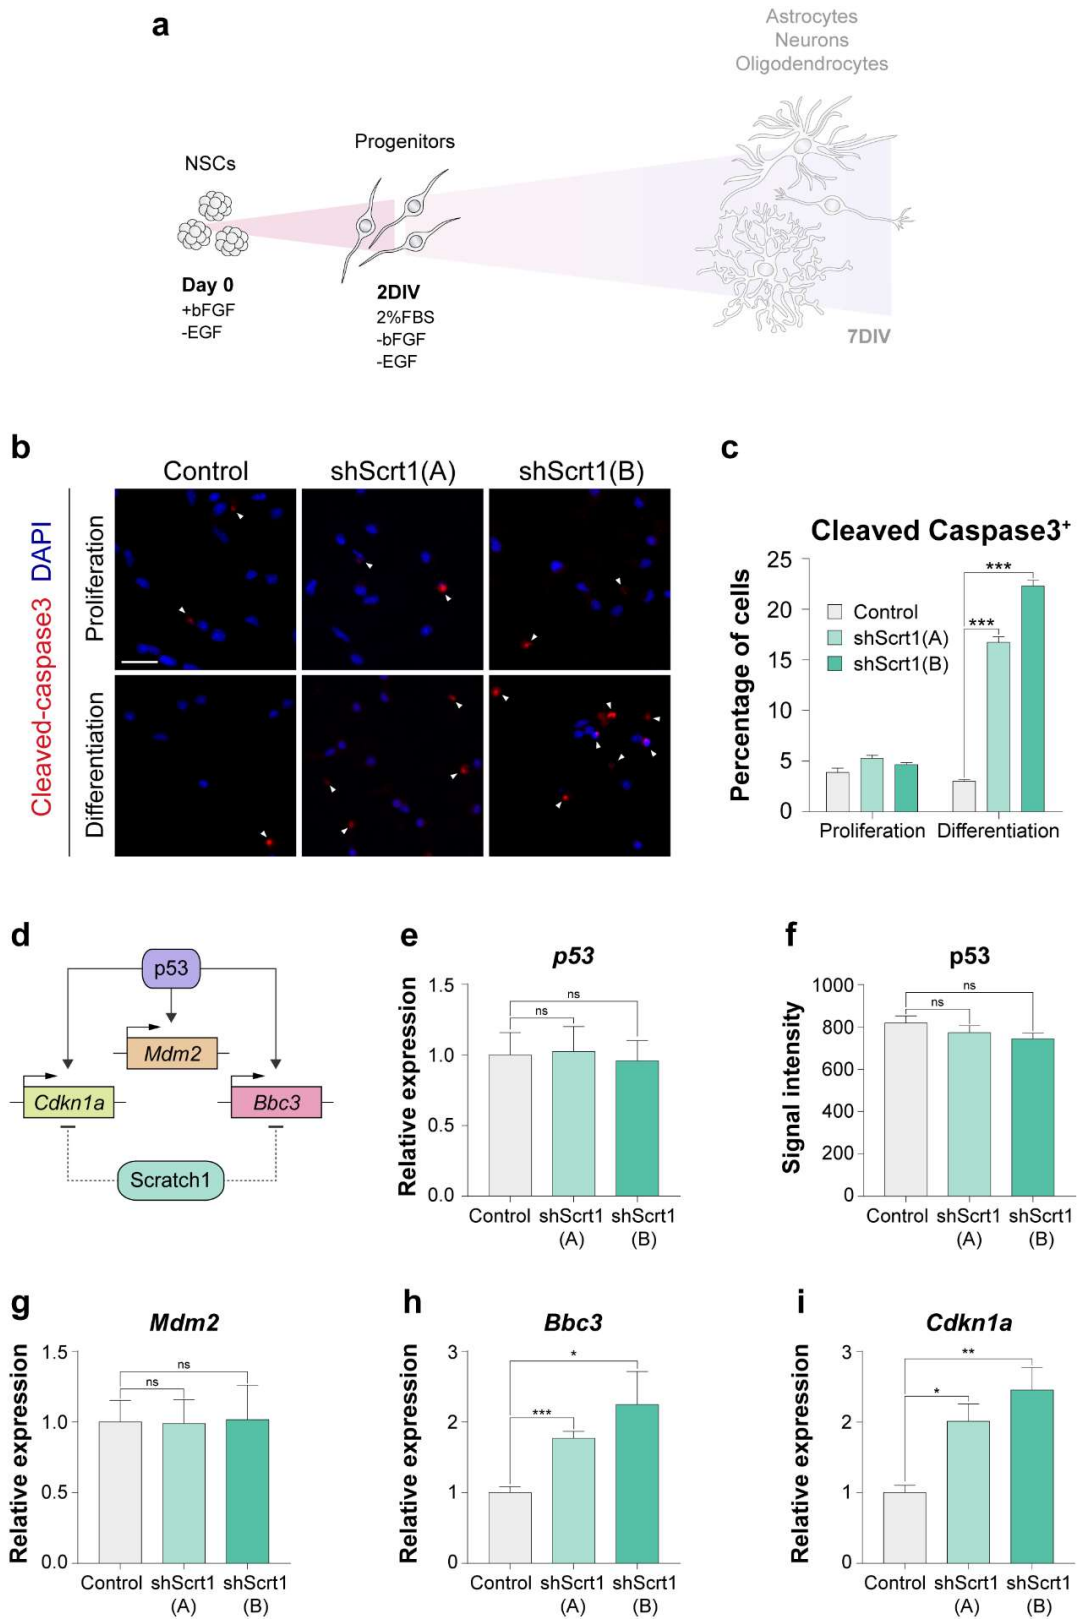 a
Astrocytes
Neurons
Oligodendrocytes
NSCs
Progenitors
Day 0
+bFGF
-EGF
2DIV
2%FBS
-bFGF
-EGF
7DIV
b
Control
shScrt1(A)
shScrt1(B)
Cleaved-caspase3 DAPI
Proliferation
Differentiation
c
Cleaved Caspase3+
Percentage of cells
25
20
15
10
5
0
Control
shScrt1(A)
shScrt1(B)
***
***
Proliferation
Differentiation
d
p53
Mdm2
Cdkn1a
Bbc3
Scratch1
e
p53
Relative expression
1.5
1.0
0.5
0.0
ns
ns
Control
shScrt1
(A)
shScrt1
(B)
f
p53
Signal intensity
1000
800
600
400
200
0
ns
ns
Control
shScrt1
(A)
shScrt1
(B)
g
Mdm2
Relative expression
1.5
1.0
0.5
0.0
ns
ns
Control
shScrt1
(A)
shScrt1
(B)
h
Bbc3
Relative expression
3
2
1
0
*
***
Control
shScrt1
(A)
shScrt1
(B)
i
Cdkn1a
Relative expression
3
2
1
0
**
*
Control
shScrt1
(A)
shScrt1
(B)